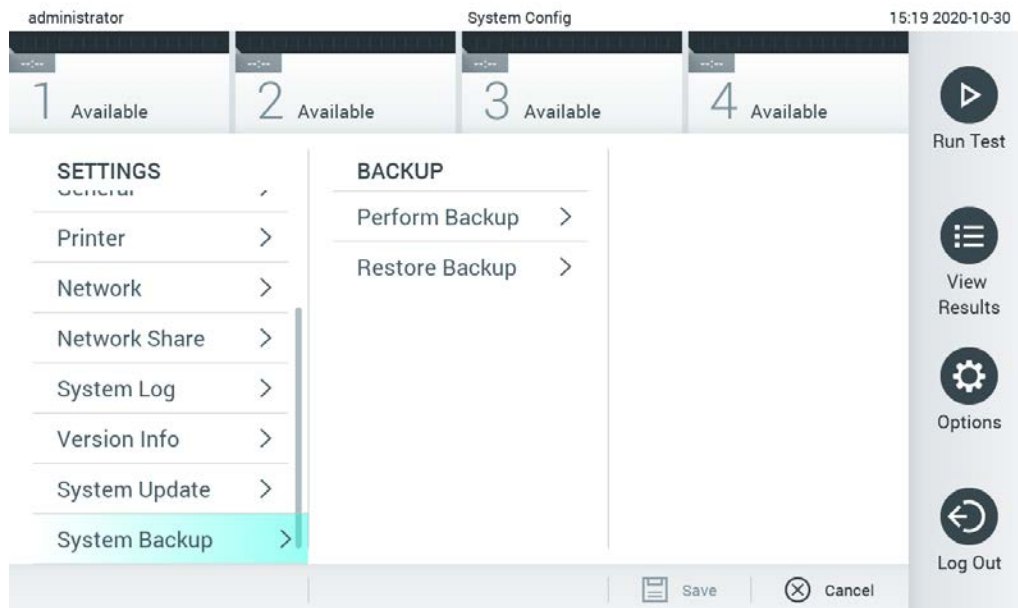 administrator System Config 15:19 2020-10-30
--:-- --:-- --:-- --:--
1 Available 2 Available 3 Available 4 Available
Run Test
SETTINGS BACKUP
General
Perform Backup
Printer
Restore Backup
Network
View
Results
Network Share
System Log
Options
Version Info
System Update
System Backup
Log Out
Save Cancel